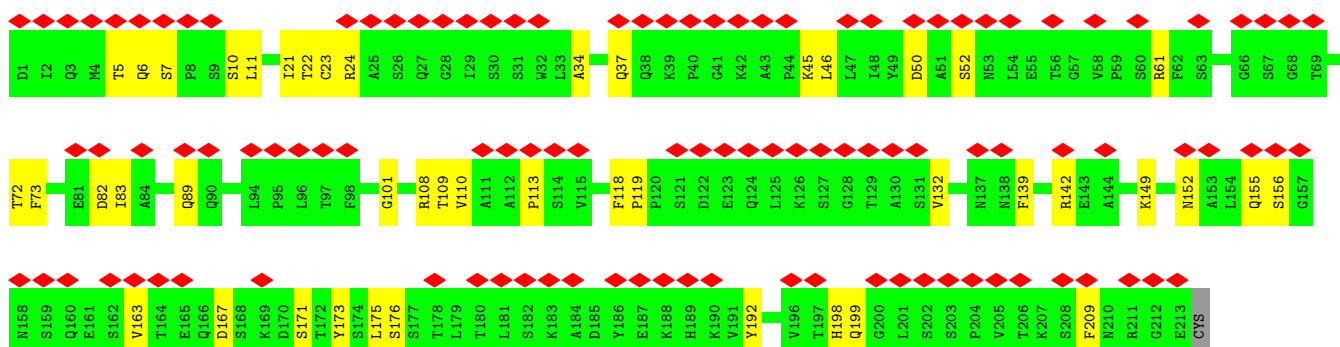 D1 I2 Q3 M4 T5 Q6 S7 P8 S9 S10 L11 I21 T22 C23 R24 A25 S26 Q27 G28 I29 S30 S31 W32 L33 A34 Q37 Q38 K39 P40 G41 K42 A43 P44 K45 L46 L47 I48 Y49 D50 A51 S52 N53 L54 E55 T56 G57 V58 P59 S60 R61 F62 S63 G66 S67 G68 T69
T72 F73 E81 D82 I83 A84 Q89 Q90 L94 P95 L96 T97 F98 G101 R108 T109 V110 A111 A112 P113 S114 V115 F118 P119 P120 S121 D122 E123 Q124 L125 K126 S127 G128 T129 A130 S131 V132 N137 N138 F139 R142 E143 A144 K149 N152 A153 L154 Q155 S156 G157
N158 S159 Q160 E161 S162 V163 T164 E165 Q166 D167 S168 K169 D170 S171 T172 Y173 S174 L175 S176 S177 T178 L179 T180 L181 S182 K183 A184 D185 Y186 E187 K188 H189 K190 V191 Y192 V196 T197 H198 Q199 G200 L201 S202 S203 P204 V205 T206 K207 S208 F209 N210 R211 G212 E213 CYS